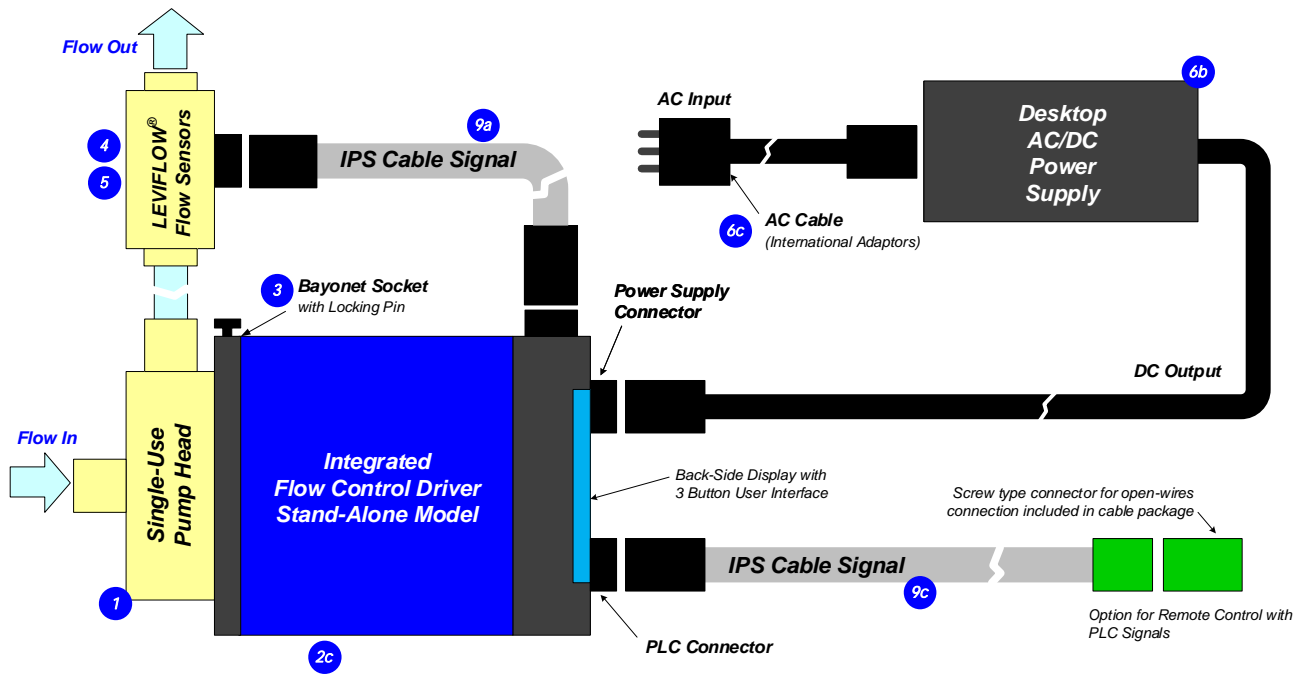 Flow Out
4
5
LEVIFLOW®
Flow Sensors
9a
IPS Cable Signal
AC Input
6b
Desktop
AC/DC
Power
Supply
6c
AC Cable
(International Adaptors)
3
Bayonet Socket
with Locking Pin
Power Supply
Connector
DC Output
Flow In
Single-Use
Pump Head
1
Integrated
Flow Control Driver
Stand-Alone Model
2c
Back-Side Display with
3 Button User Interface
Screw type connector for open-wires
connection included in cable package
IPS Cable Signal
9c
PLC Connector
Option for Remote Control with
PLC Signals